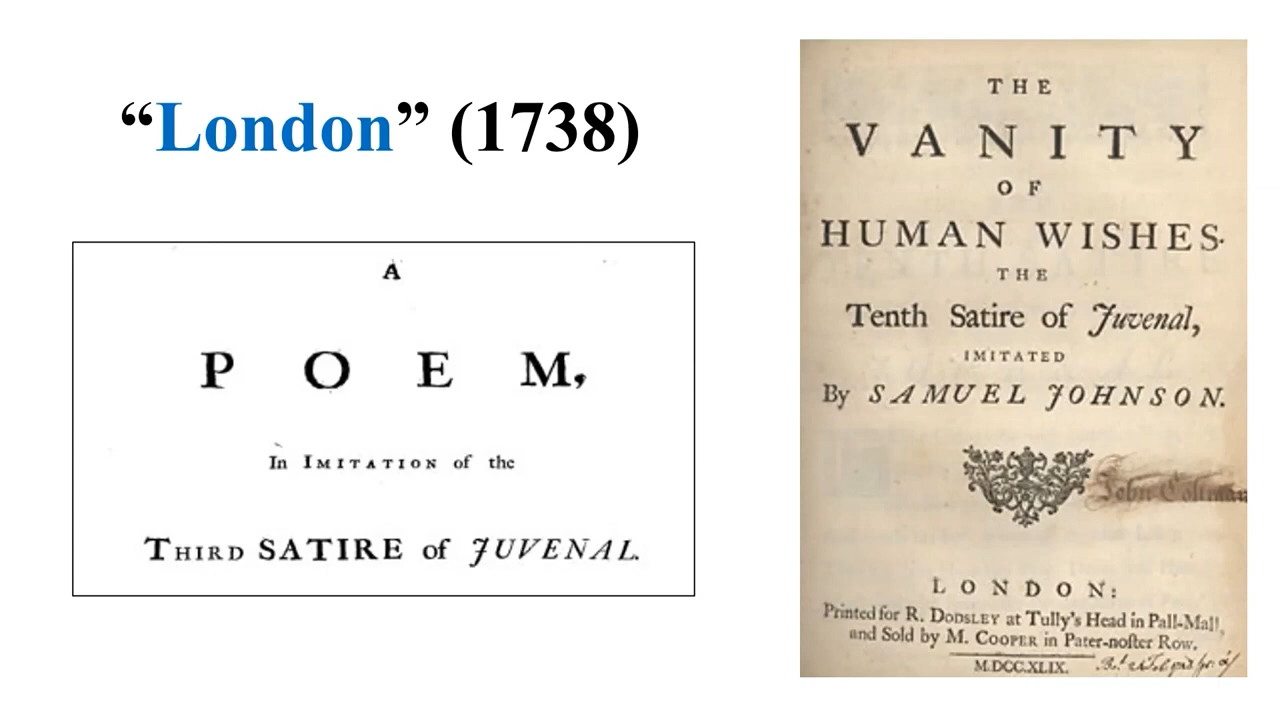 “London” (1738)
A
POEM,
In IMITATION of the
THIRD SATIRE of JUVENAL.
THE
VANITY
OF
HUMAN WISHES.
THE
Tenth Satire of Juvenal,
IMITATED
By SAMUEL JOHNSON.
John Coltman
LONDON:
Printed for R. DODSLEY at Tully's Head in Pall-Mall,
and Sold by M. COOPER in Pater-noſter Row.
M.DCC.XLIX.